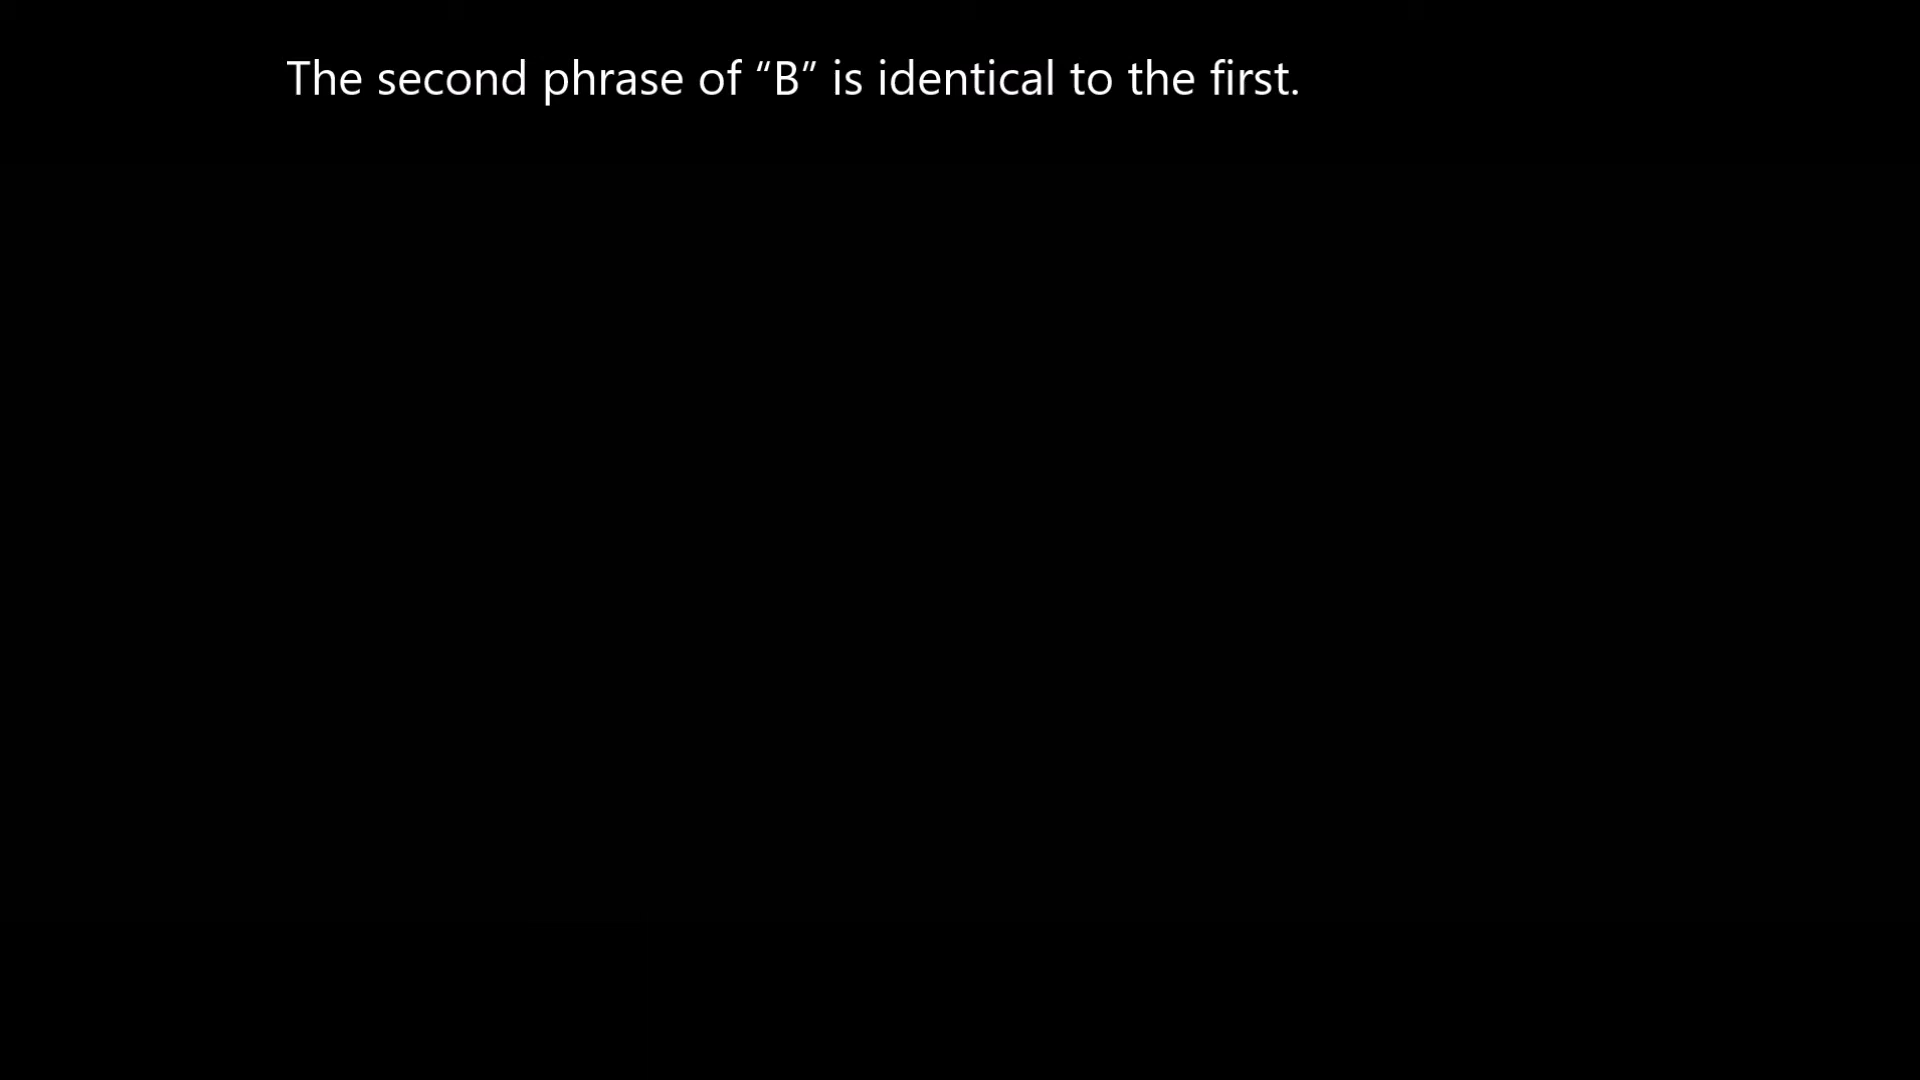 The second phrase of “B” is identical to the first.